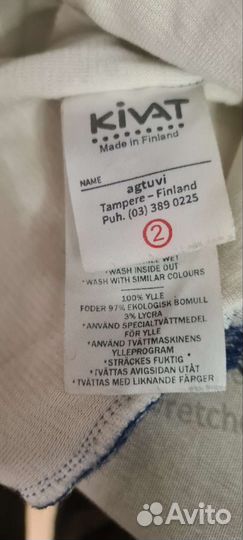 KiVAT
Made in Finland
NAME
agtuvi
Tampere – Finland
Puh. (03) 389 0225
2
WET
*WASH INSIDE OUT
*WASH WITH SIMILAR COLOURS
100% YLLE
FODER 97% EKOLOGISK BOMULL
3% LYCRA
*ANVÄND SPECIALTVÄTTMEDEL
FÖR YLLE
*ANVÄND TVÄTTMASKINENS
YLLEPROGRAM
*STRÄCKES FUKTIG
*TVÄTTAS AVIGSIDAN UTÅT
*TVÄTTAS MED LIKNANDE FÄRGER
Avito